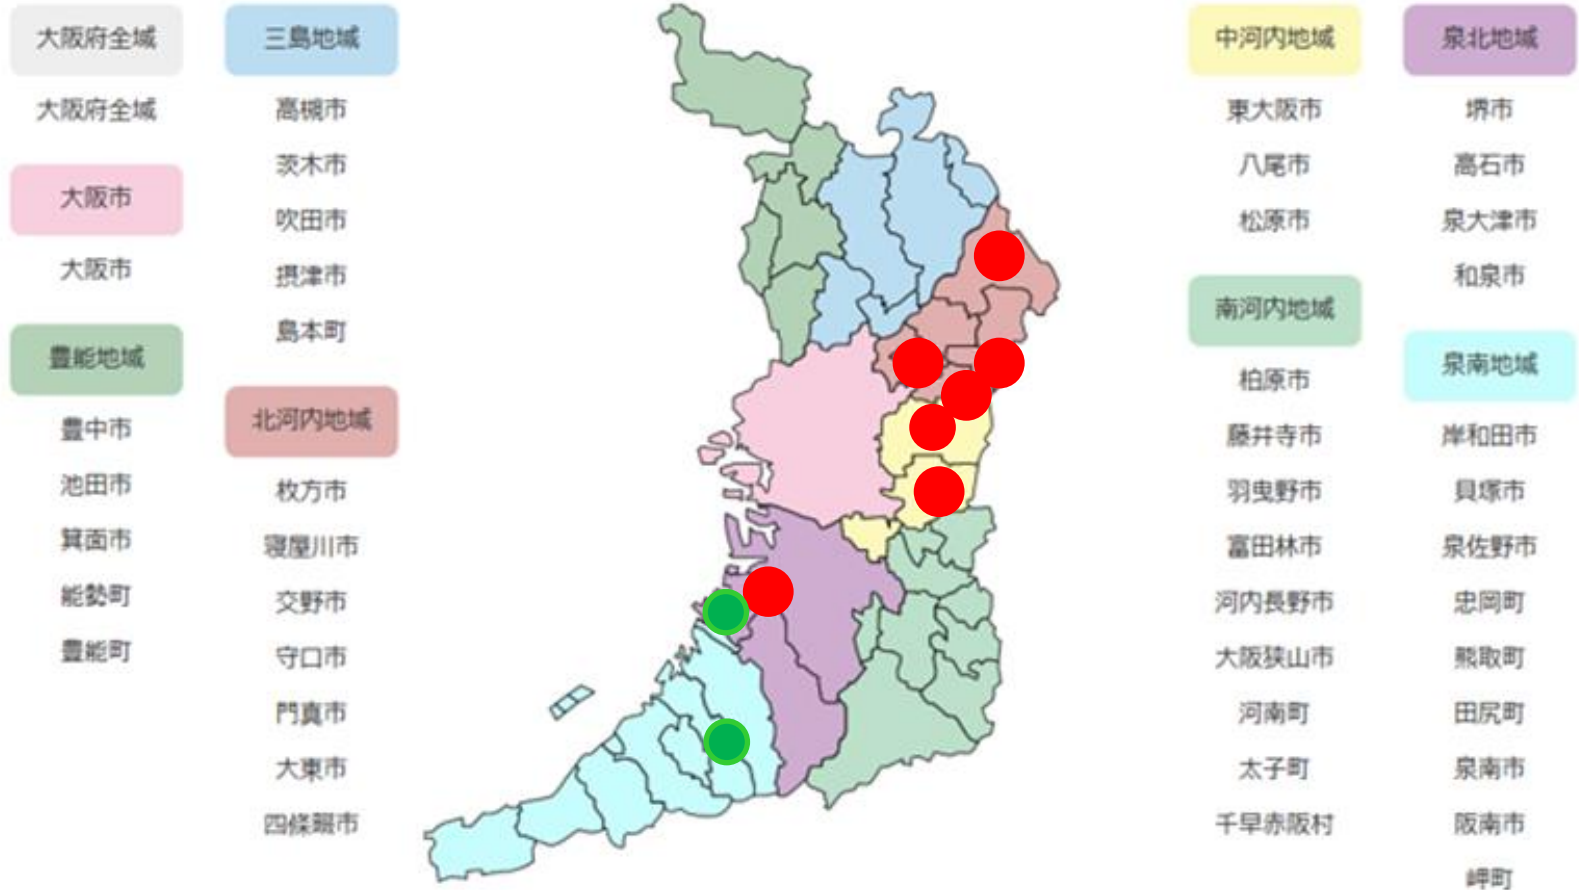 大阪府全域
大阪府全域
大阪市
大阪市
豊能地域
豊中市
池田市
箕面市
能勢町
豊能町
三島地域
高槻市
茨木市
吹田市
摂津市
島本町
北河内地域
枚方市
寝屋川市
交野市
守口市
門真市
大東市
四條畷市
中河内地域
東大阪市
八尾市
松原市
南河内地域
柏原市
藤井寺市
羽曳野市
富田林市
河内長野市
大阪狭山市
河南町
太子町
千早赤阪村
泉北地域
堺市
高石市
泉大津市
和泉市
泉南地域
岸和田市
貝塚市
泉佐野市
忠岡町
熊取町
田尻町
泉南市
阪南市
岬町